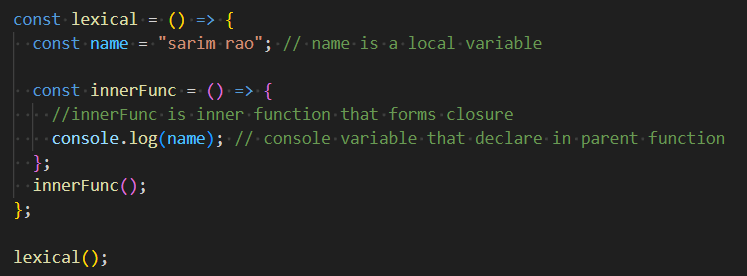 const lexical = () => {
  const name = "sarim rao"; // name is a local variable

  const innerFunc = () => {
    //innerFunc is inner function that forms closure
    console.log(name); // console variable that declare in parent function
  };
  innerFunc();
};

lexical();